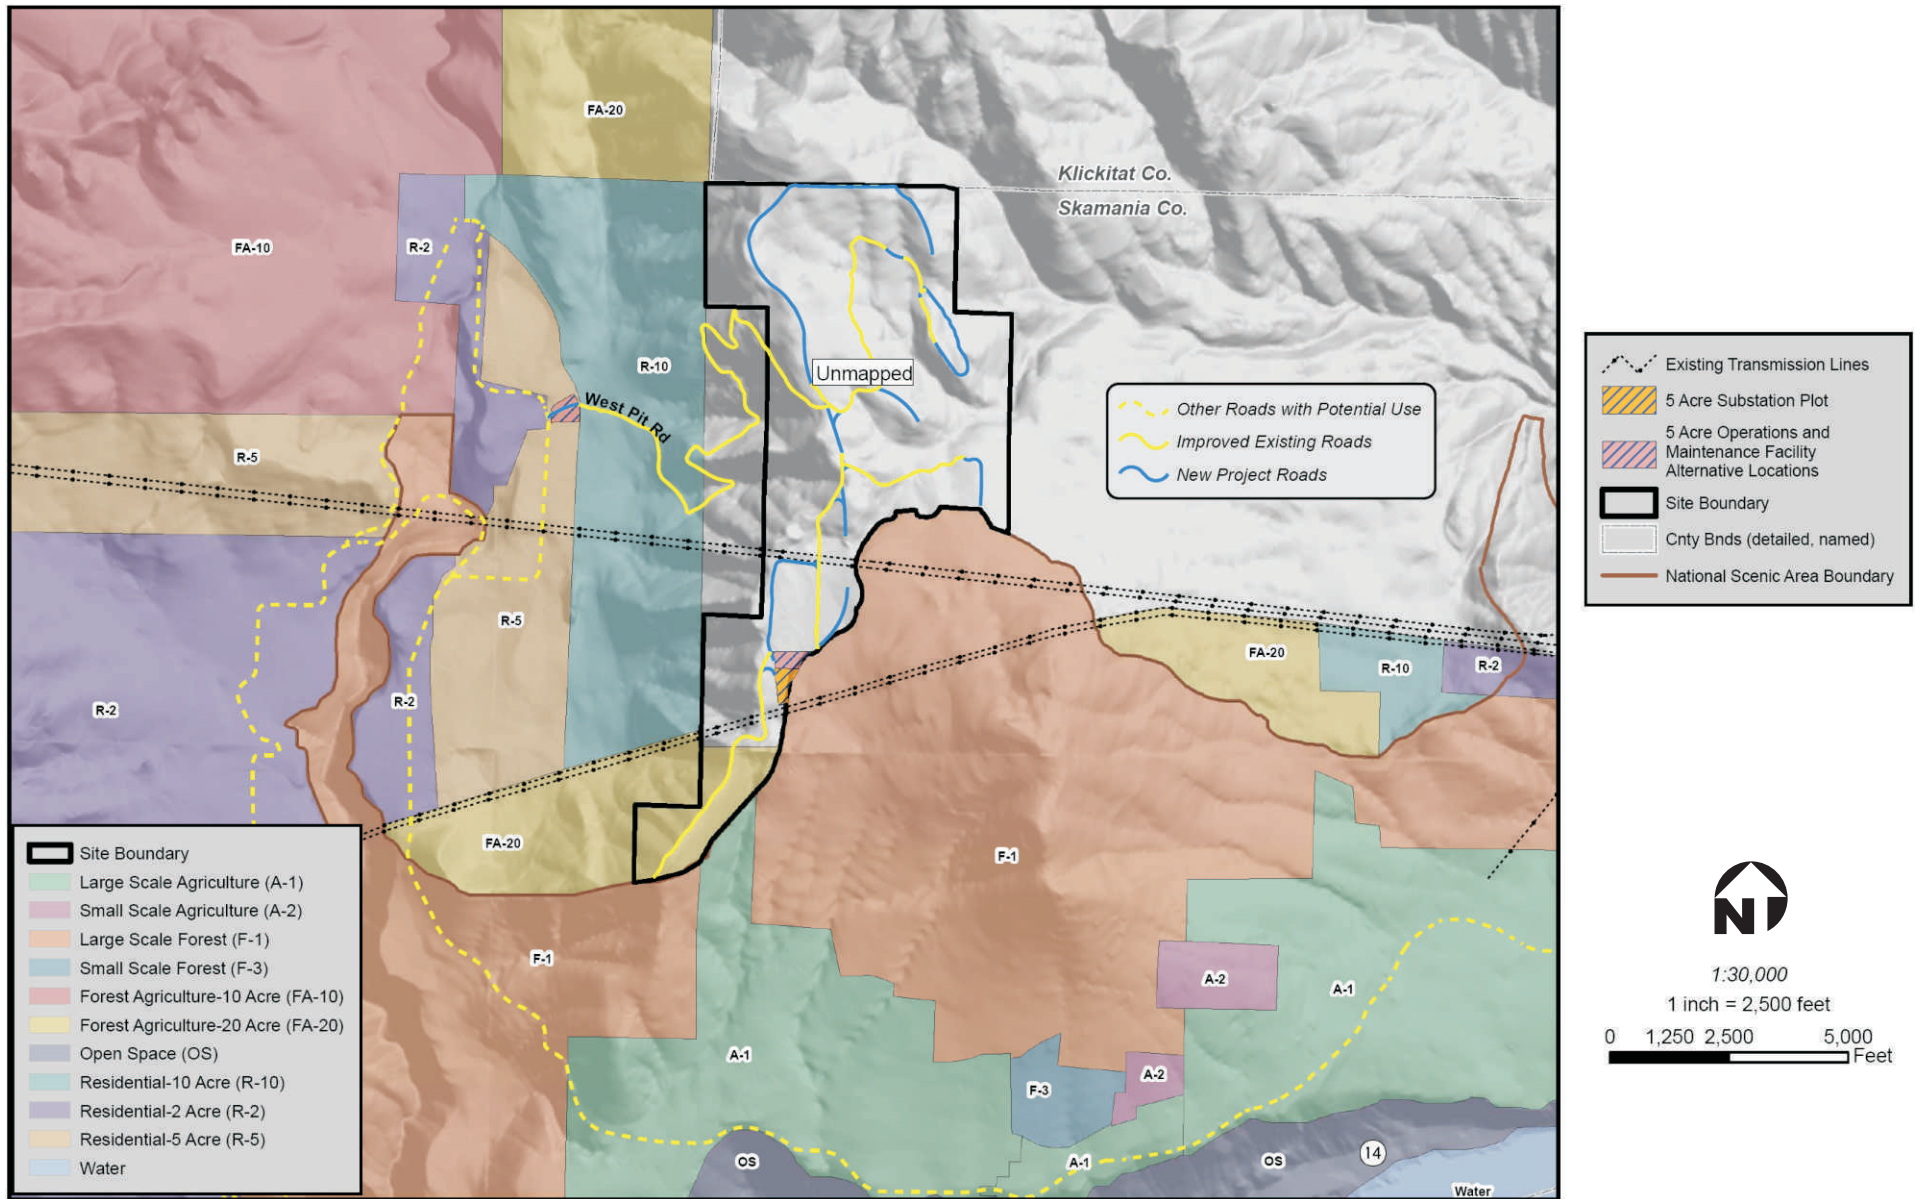 FA-20
Klickitat Co.
Skamania Co.
FA-10
R-2
R-10
Unmapped
West Pit Rd
R-5
Other Roads with Potential Use
Improved Existing Roads
New Project Roads
R-5
R-2
R-2
FA-20
R-10
R-2
FA-20
F-1
F-1
A-2
A-1
A-1
F-3
A-2
OS
A-1
OS
14
Water
Existing Transmission Lines
5 Acre Substation Plot
5 Acre Operations and
Maintenance Facility
Alternative Locations
Site Boundary
Cnty Bnds (detailed, named)
National Scenic Area Boundary
Site Boundary
Large Scale Agriculture (A-1)
Small Scale Agriculture (A-2)
Large Scale Forest (F-1)
Small Scale Forest (F-3)
Forest Agriculture-10 Acre (FA-10)
Forest Agriculture-20 Acre (FA-20)
Open Space (OS)
Residential-10 Acre (R-10)
Residential-2 Acre (R-2)
Residential-5 Acre (R-5)
Water
N
1:30,000
1 inch = 2,500 feet
0 1,250 2,500 5,000
Feet